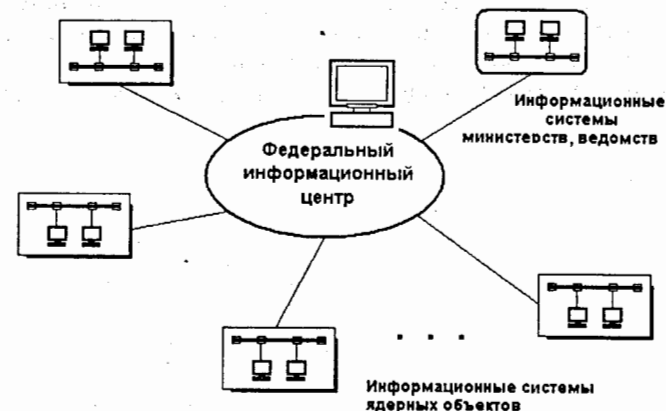 Информационные
системы
министерств, ведомств
Федеральный
информационный
центр
. . .
Информационные системы
ядерных объектов